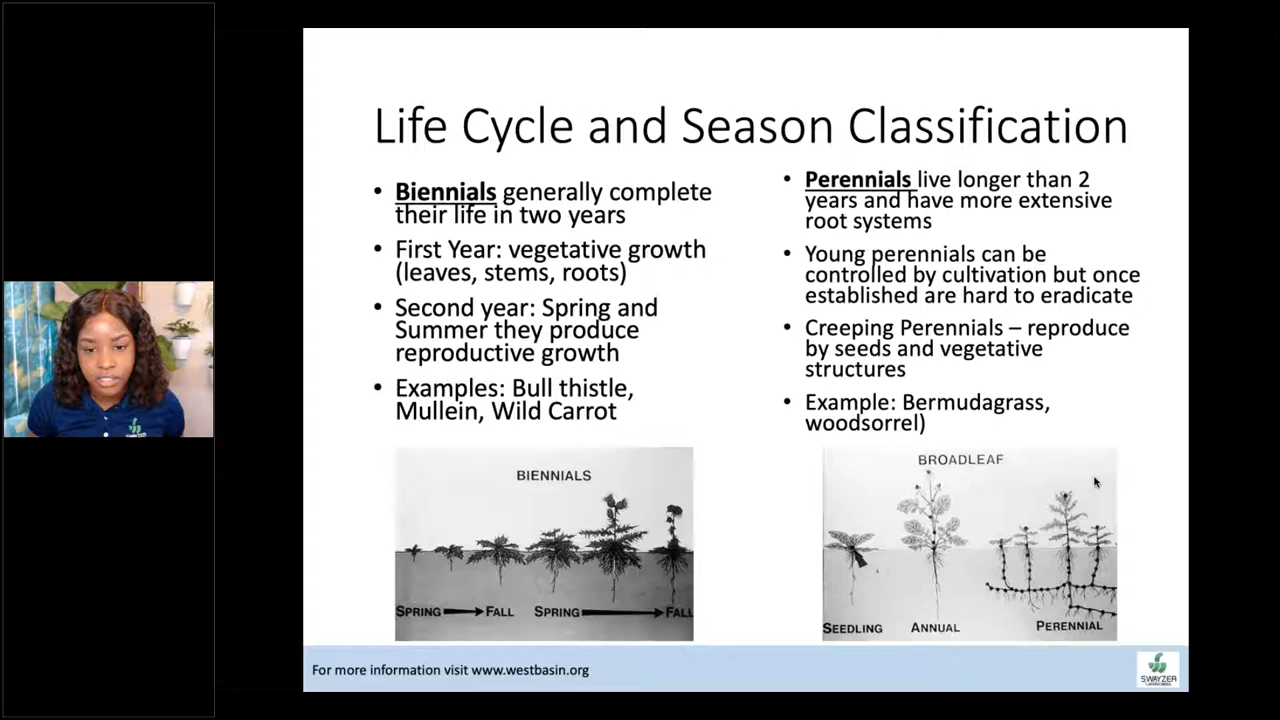 Life Cycle and Season Classification
• Biennials generally complete
their life in two years
• First Year: vegetative growth
(leaves, stems, roots)
• Second year: Spring and
Summer they produce
reproductive growth
• Examples: Bull thistle,
Mullein, Wild Carrot
BIENNIALS
SPRING FALL SPRING FALL
• Perennials live longer than 2
years and have more extensive
root systems
• Young perennials can be
controlled by cultivation but once
established are hard to eradicate
• Creeping Perennials – reproduce
by seeds and vegetative
structures
• Example: Bermudagrass,
woodsorrel)
BROADLEAF
SEEDLING ANNUAL PERENNIAL
For more information visit www.westbasin.org
SWAYZER
SWAYZER